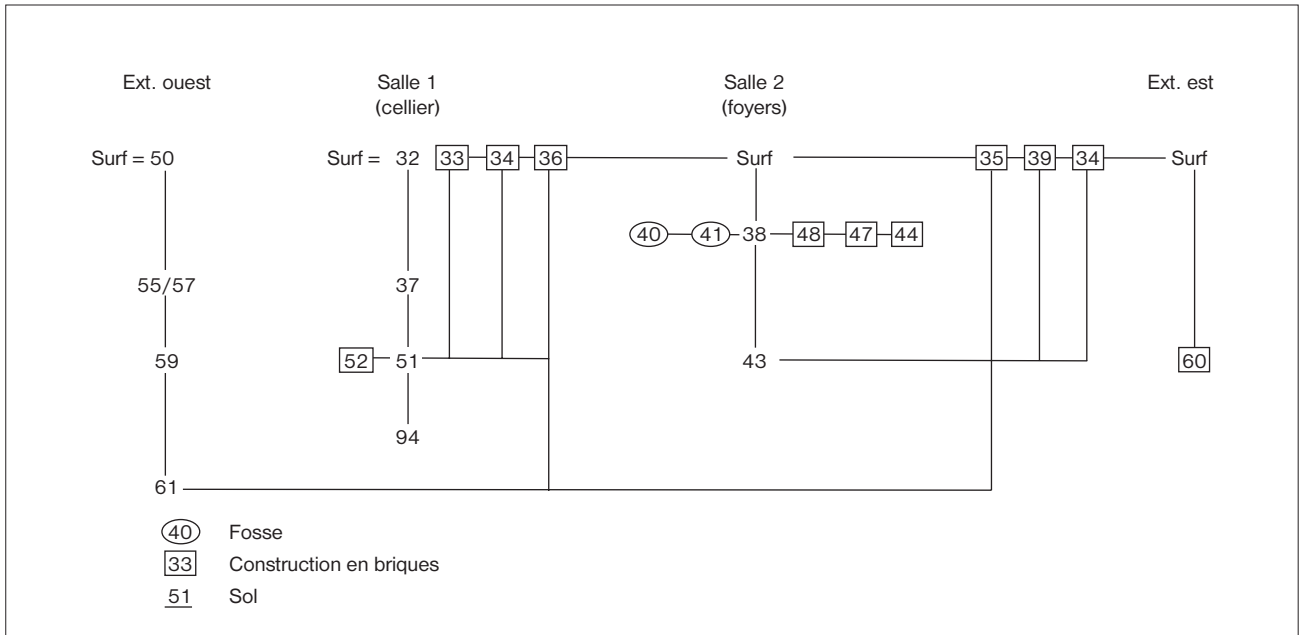 Ext. ouest Salle 1 Salle 2 Ext. est
(cellier) (foyers)
Surf = 50 Surf = 32 33 34 36 Surf 35 39 34 Surf
40 41 38 48 47 44
55/57 37
59 52 51 43 60
94
61
40 Fosse
33 Construction en briques
51 Sol